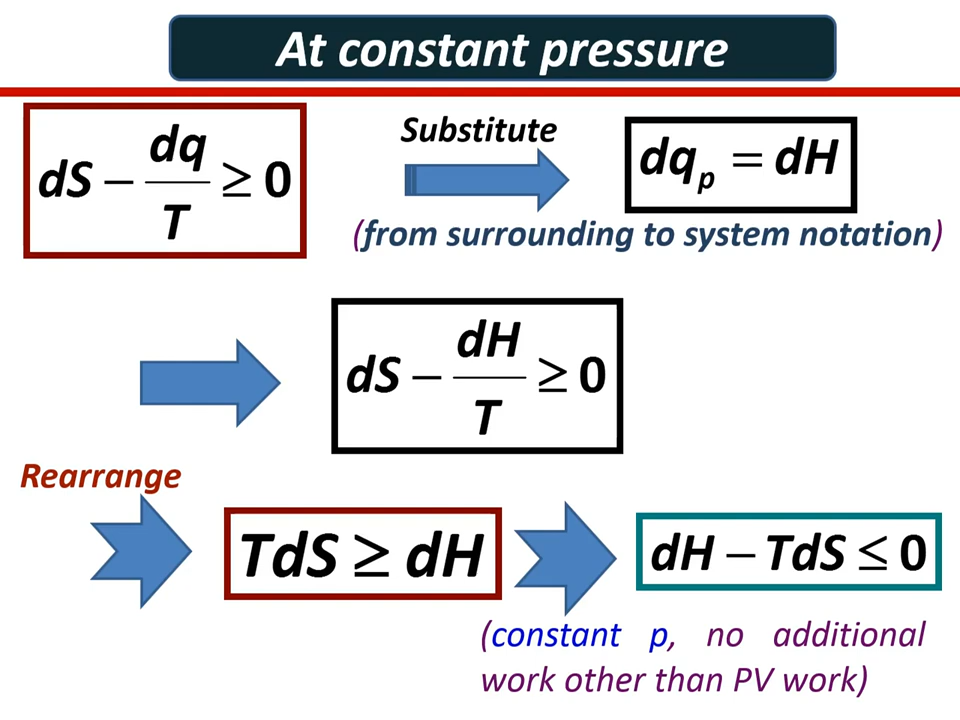 At constant pressure
dS − dq/T ≥ 0
Substitute
dq_p = dH
(from surrounding to system notation)
dS − dH/T ≥ 0
Rearrange
TdS ≥ dH
dH − TdS ≤ 0
(constant p, no additional
work other than PV work)